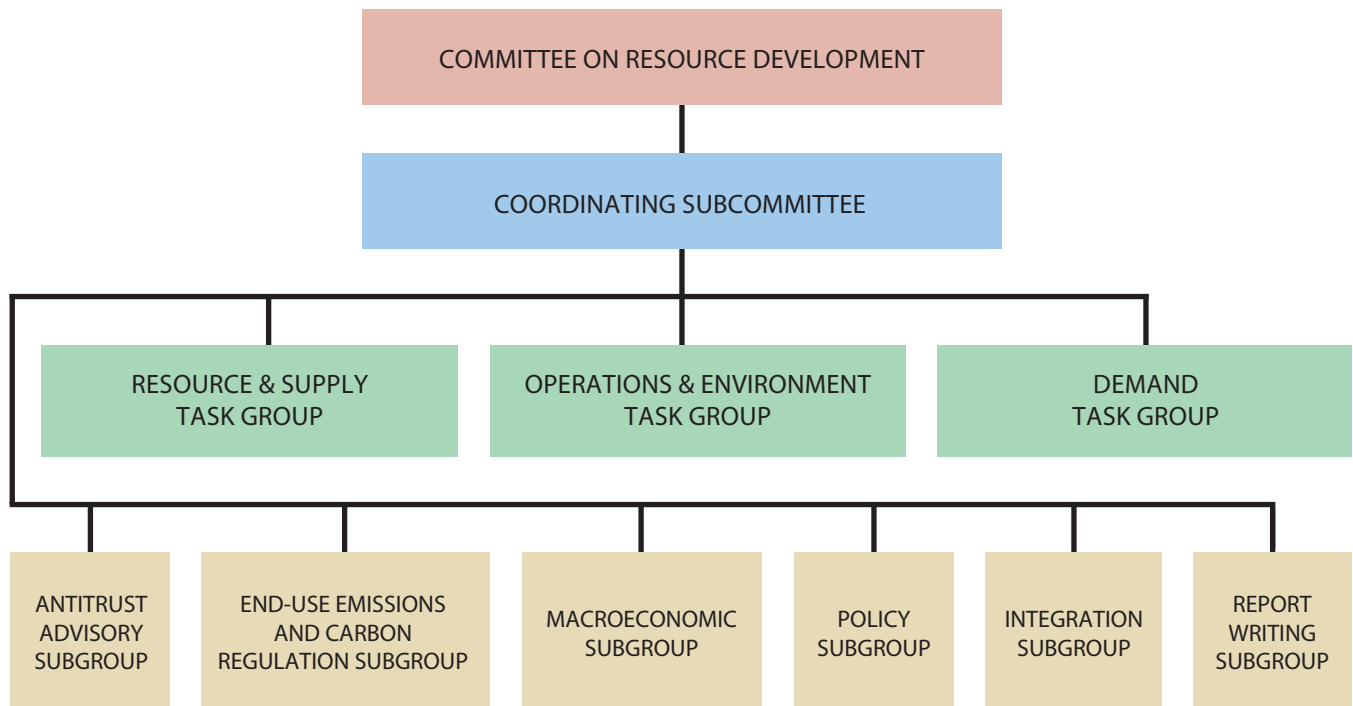 COMMITTEE ON RESOURCE DEVELOPMENT
COORDINATING SUBCOMMITTEE
RESOURCE & SUPPLY
TASK GROUP
OPERATIONS & ENVIRONMENT
TASK GROUP
DEMAND
TASK GROUP
ANTITRUST
ADVISORY
SUBGROUP
END-USE EMISSIONS
AND CARBON
REGULATION SUBGROUP
MACROECONOMIC
SUBGROUP
POLICY
SUBGROUP
INTEGRATION
SUBGROUP
REPORT
WRITING
SUBGROUP